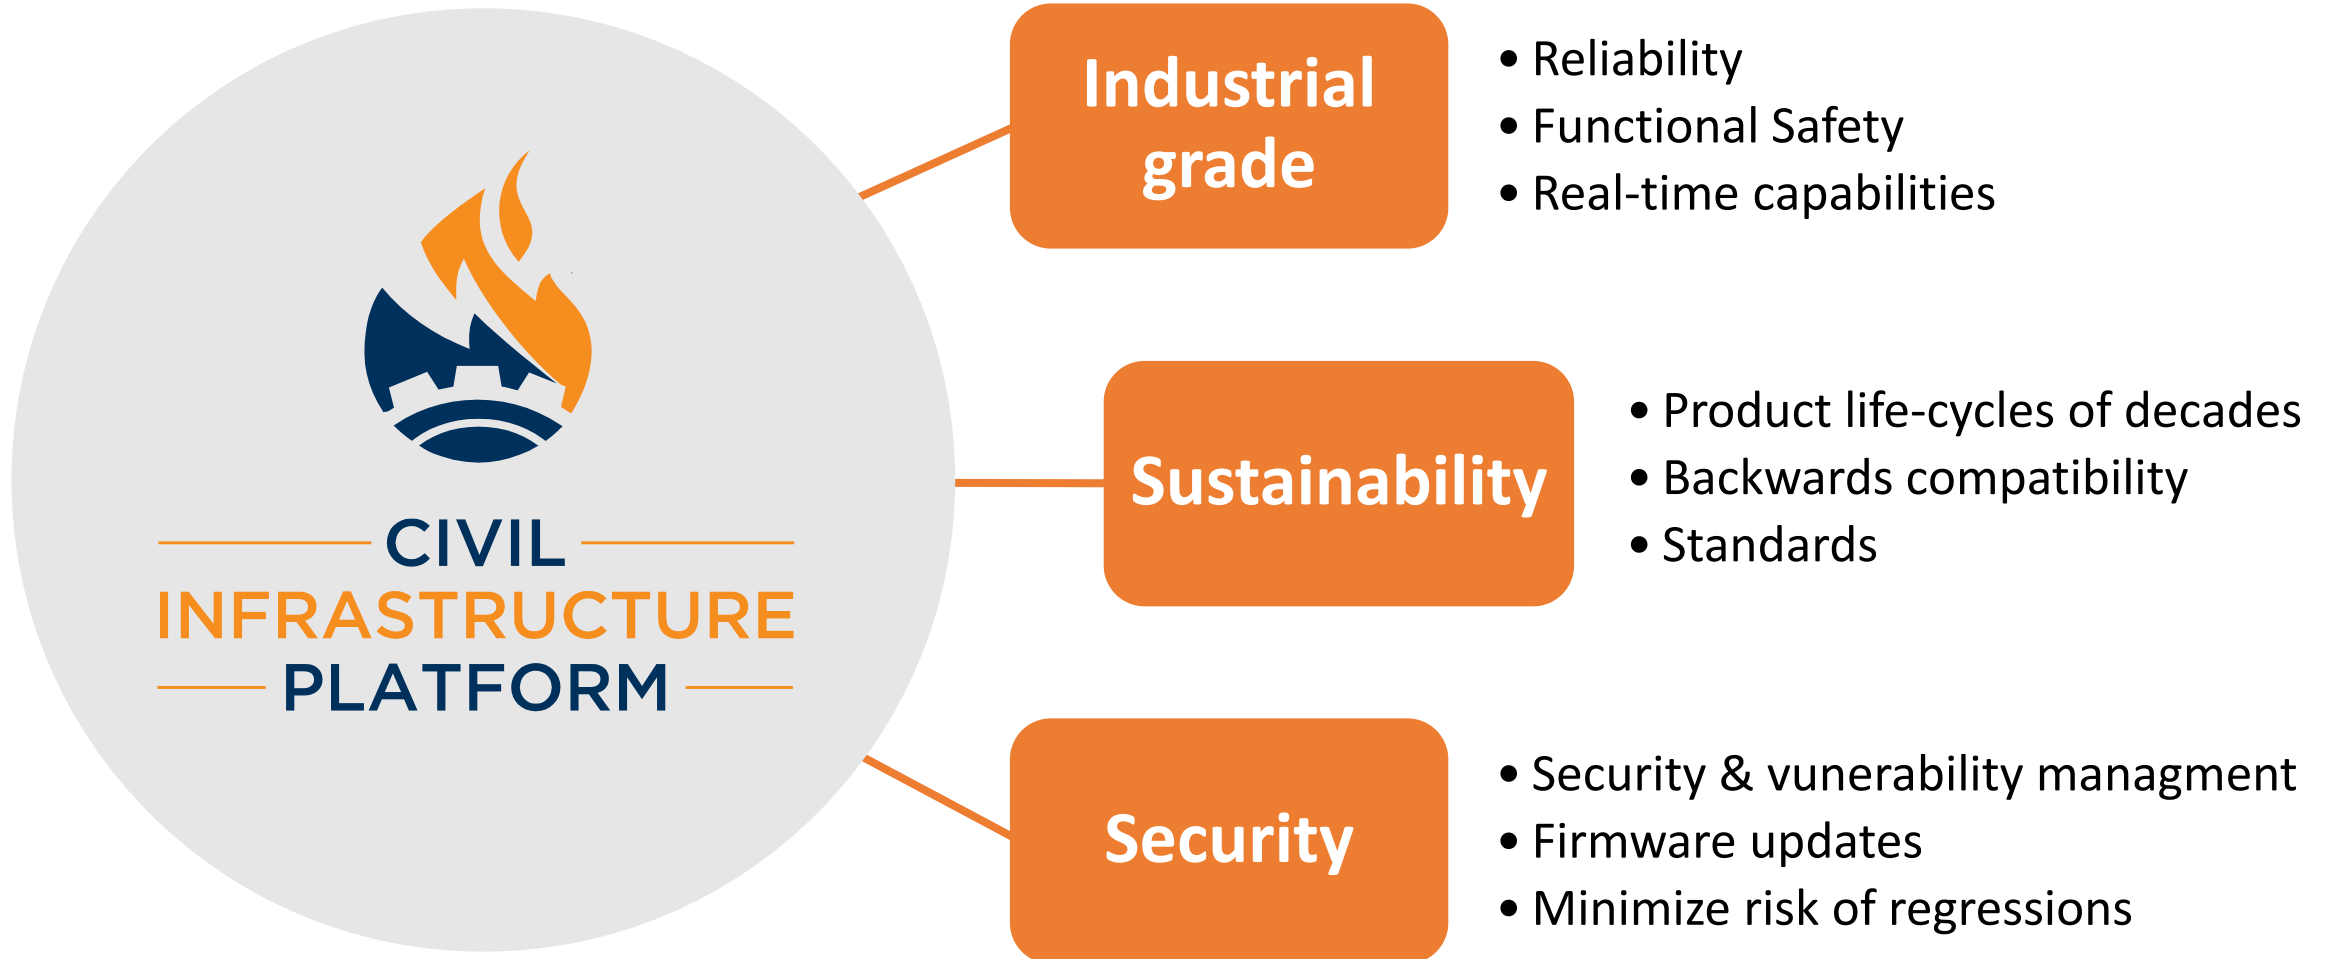 CIVIL
INFRASTRUCTURE
PLATFORM
Industrial
grade
• Reliability
• Functional Safety
• Real-time capabilities
Sustainability
• Product life-cycles of decades
• Backwards compatibility
• Standards
Security
• Security & vunerability managment
• Firmware updates
• Minimize risk of regressions